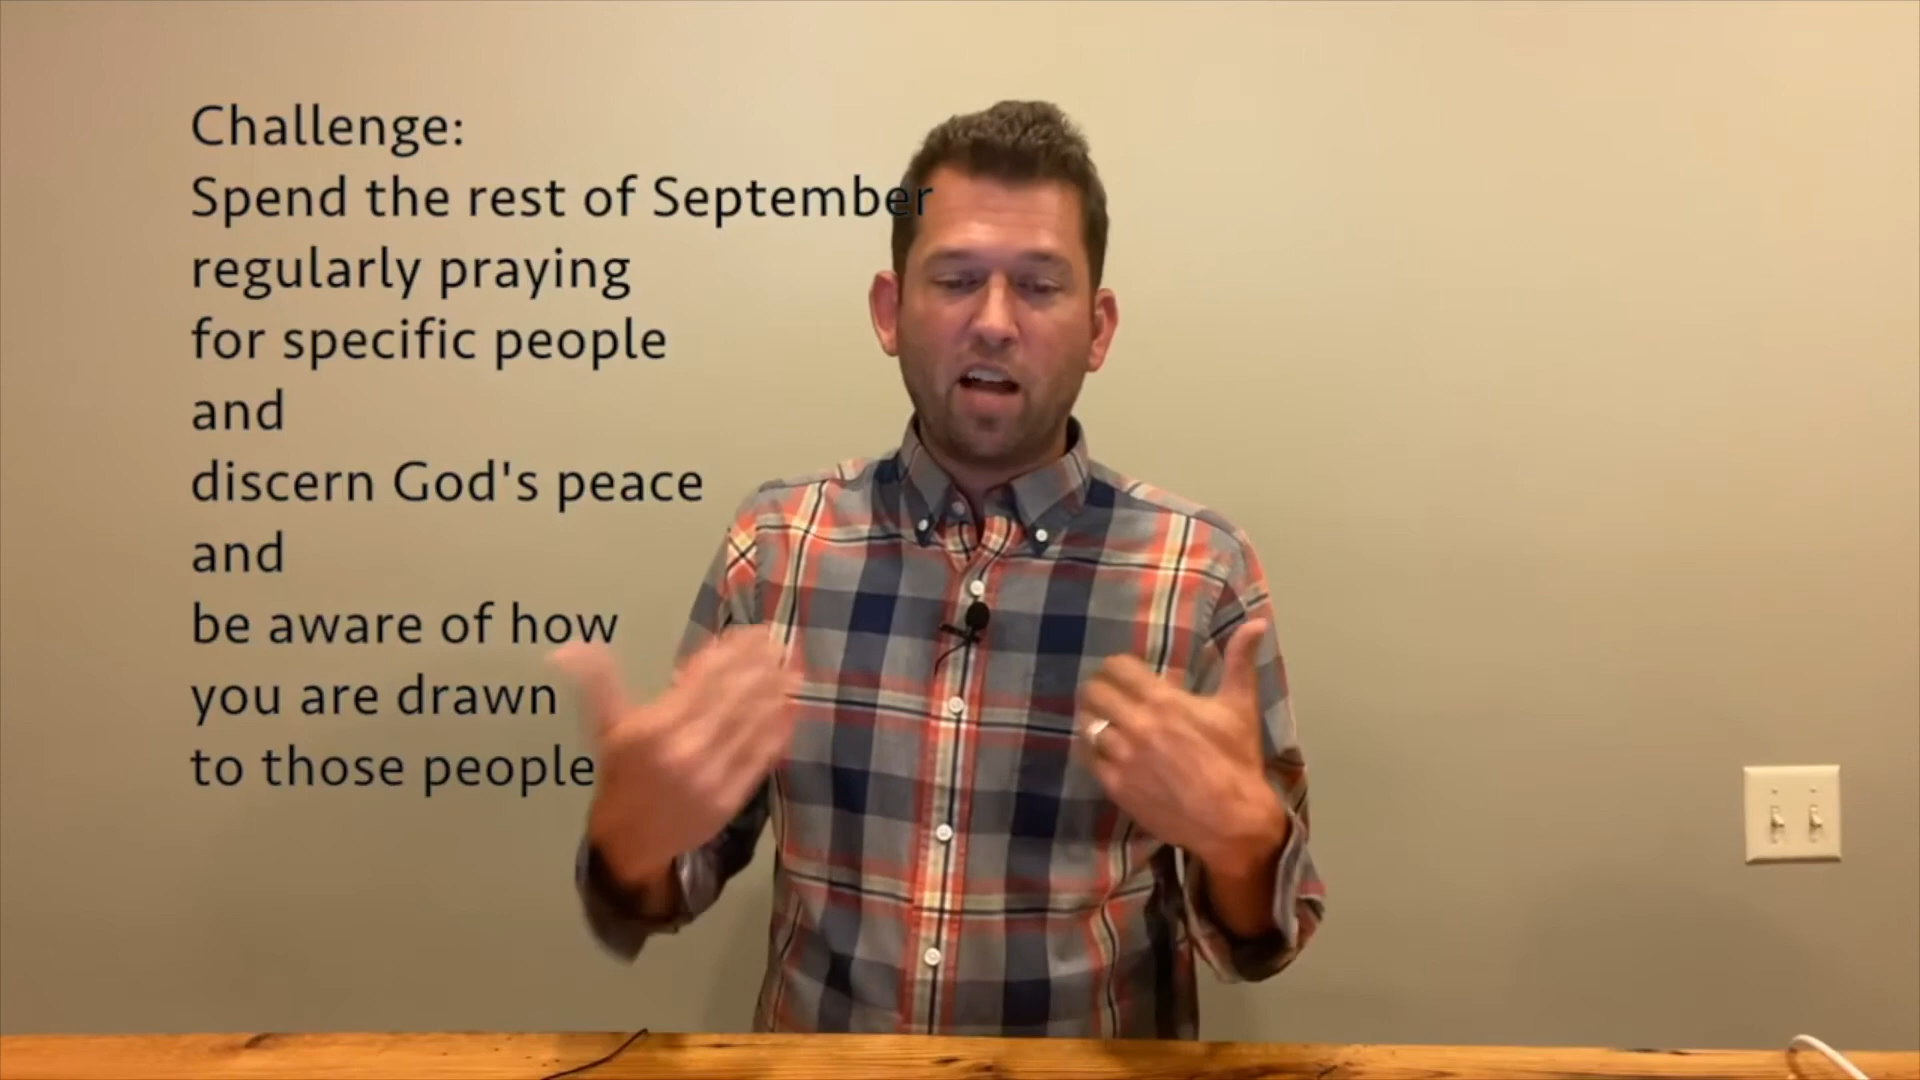 Challenge:
Spend the rest of September
regularly praying
for specific people
and
discern God's peace
and
be aware of how
you are drawn
to those people